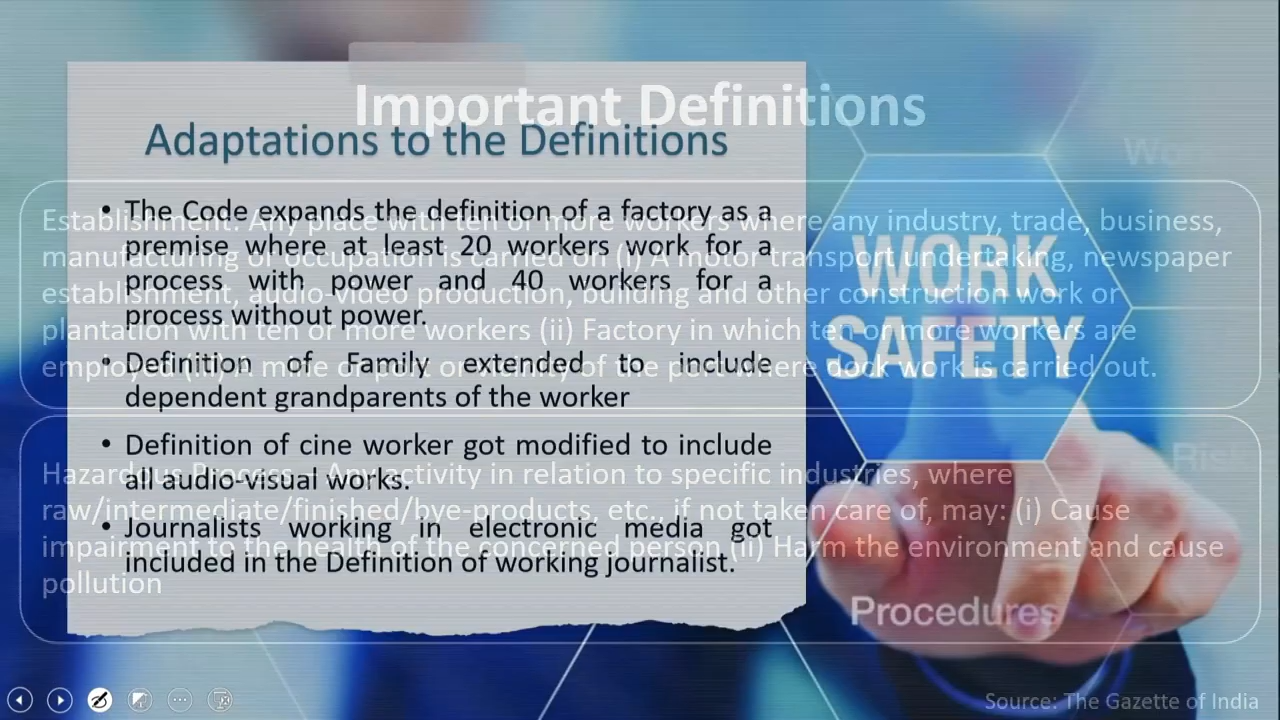 Important Definitions
Adaptations to the Definitions
• The Code expands the definition of a factory as a
premise where at least 20 workers work for a
process with power and 40 workers for a
process without power.
• Definition of Family extended to include
dependent grandparents of the worker
• Definition of cine worker got modified to include
all audio-visual works.
• Journalists working in electronic media got
included in the Definition of working journalist.
Establishment: Any place with ten or more workers where any industry, trade, business,
manufacturing or occupation is carried on (i) A motor transport undertaking, newspaper
establishment, audio-video production, building and other construction work or
plantation with ten or more workers (ii) Factory in which ten or more workers are
employed (iii) A mine or port or vicinity of the port where dock work is carried out.
Hazardous Process - Any activity in relation to specific industries, where
raw/intermediate/finished/bye-products, etc., if not taken care of, may: (i) Cause
impairment to the health of the concerned person (ii) Harm the environment and cause
pollution
WORK
SAFETY
Procedures
Source: The Gazette of India